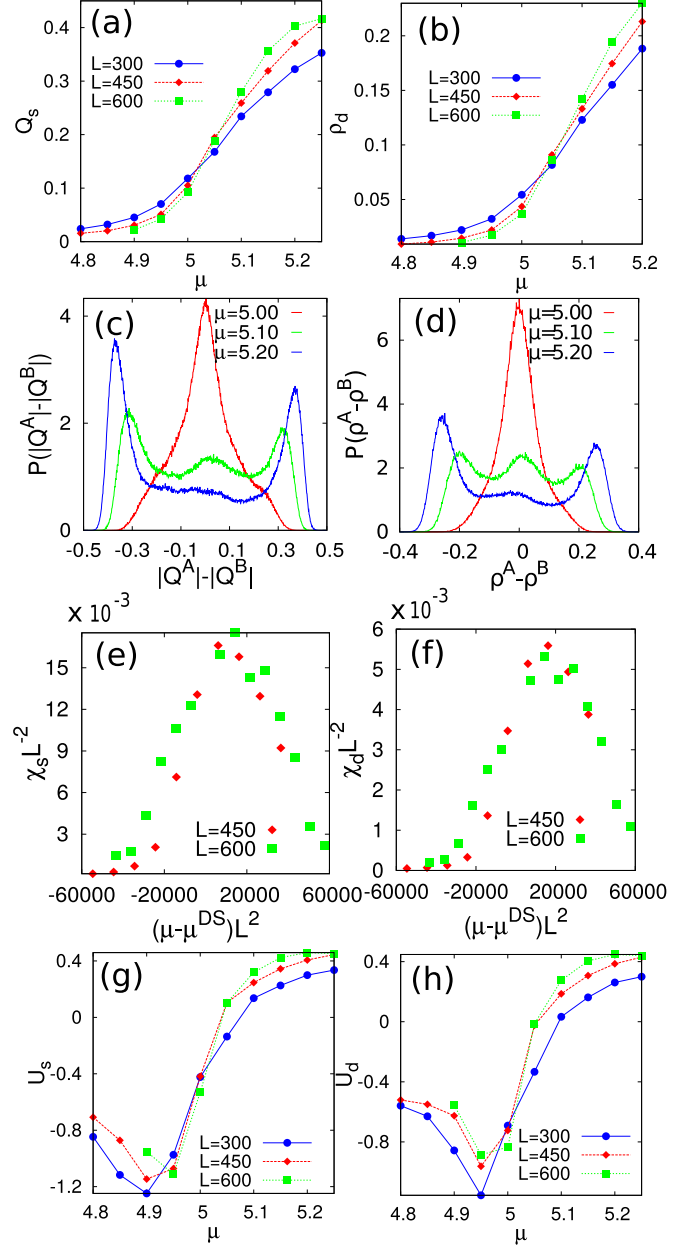 (a)
Q_s
0.4
0.3
0.2
0.1
0
L=300
L=450
L=600
4.8 4.9 5 5.1 5.2
μ
(b)
ρ_d
0.2
0.15
0.1
0.05
L=300
L=450
L=600
4.8 4.9 5 5.1 5.2
μ
(c)
P(|Q^A|-|Q^B|)
4
2
0
μ=5.00
μ=5.10
μ=5.20
-0.5 -0.3 -0.1 0.1 0.3 0.5
|Q^A|-|Q^B|
(d)
P(ρ^A-ρ^B)
7.5
5
2.5
0
μ=5.00
μ=5.10
μ=5.20
-0.4 -0.2 0 0.2 0.4
ρ^A-ρ^B
x 10^-3
(e)
χ_s L^-2
15
12
9
6
3
L=450
L=600
-60000 -20000 20000 60000
(μ-μ^DS)L^2
x 10^-3
(f)
χ_d L^-2
6
5
4
3
2
1
0
L=450
L=600
-60000 -20000 20000 60000
(μ-μ^DS)L^2
(g)
U_s
0.4
0
-0.4
-0.8
-1.2
L=300
L=450
L=600
4.8 4.9 5 5.1 5.2
μ
(h)
U_d
0.4
0
-0.4
-0.8
L=300
L=450
L=600
4.8 4.9 5 5.1 5.2
μ